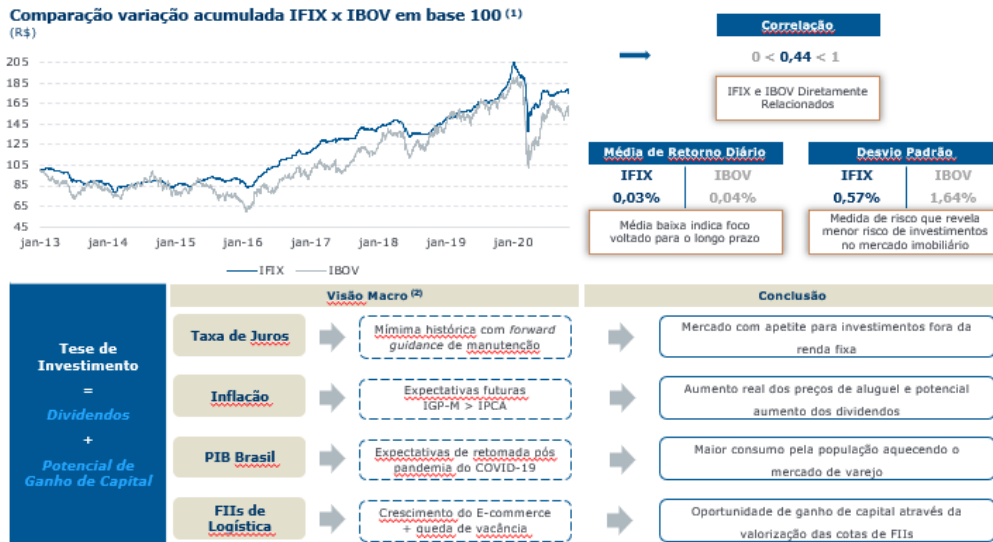 Comparação variação acumulada IFIX x IBOV em base 100 (1)
(R$)
205
185
165
145
125
105
85
65
45
jan-13 jan-14 jan-15 jan-16 jan-17 jan-18 jan-19 jan-20
IFIX IBOV
Correlação
0 < 0,44 < 1
IFIX e IBOV Diretamente
Relacionados
Média de Retorno Diário
IFIX IBOV
0,03% 0,04%
Média baixa indica foco
voltado para o longo prazo
Desvio Padrão
IFIX IBOV
0,57% 1,64%
Medida de risco que revela
menor risco de investimentos
no mercado imobiliário
Tese de
Investimento
=
Dividendos
+
Potencial de
Ganho de Capital
Visão Macro (2)
Conclusão
Taxa de Juros
Mímima histórica com forward
guidance de manutenção
Mercado com apetite para investimentos fora da
renda fixa
Inflação
Expectativas futuras
IGP-M > IPCA
Aumento real dos preços de aluguel e potencial
aumento dos dividendos
PIB Brasil
Expectativas de retomada pós
pandemia do COVID-19
Maior consumo pela população aquecendo o
mercado de varejo
FIIs de
Logística
Crescimento do E-commerce
+ queda de vacância
Oportunidade de ganho de capital através da
valorização das cotas de FIIs